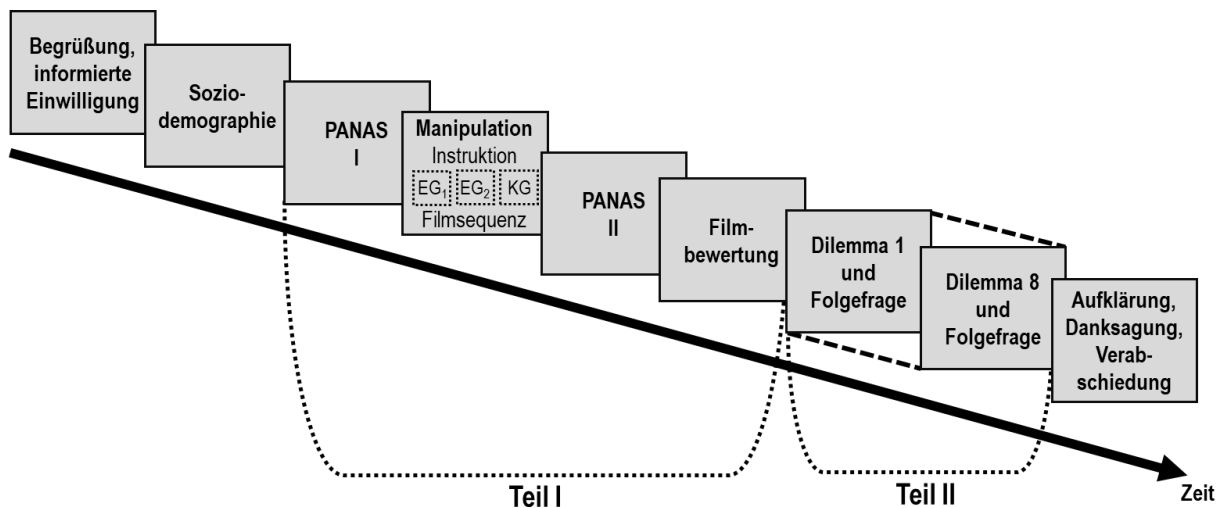 Begrüßung,
informierte
Einwilligung
Sozio-
demographie
PANAS
I
Manipulation
Instruktion
EG₁ EG₂ KG
Filmsequenz
PANAS
II
Film-
bewertung
Dilemma 1
und
Folgefrage
Dilemma 8
und
Folgefrage
Aufklärung,
Danksagung,
Verab-
schiedung
Teil I
Teil II
Zeit